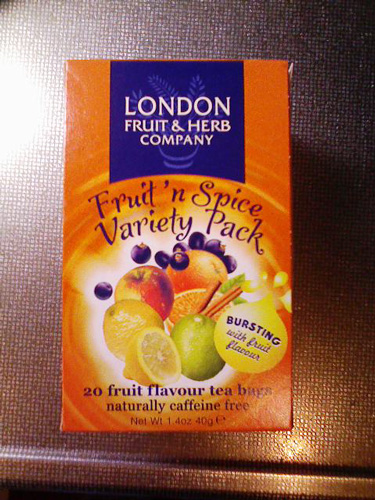 LONDON
FRUIT & HERB
COMPANY
Fruit 'n Spice
Variety Pack
BURSTING
with fruit
flavour
20 fruit flavour tea bags
naturally caffeine free
Net Wt 1.4oz 40g ℮